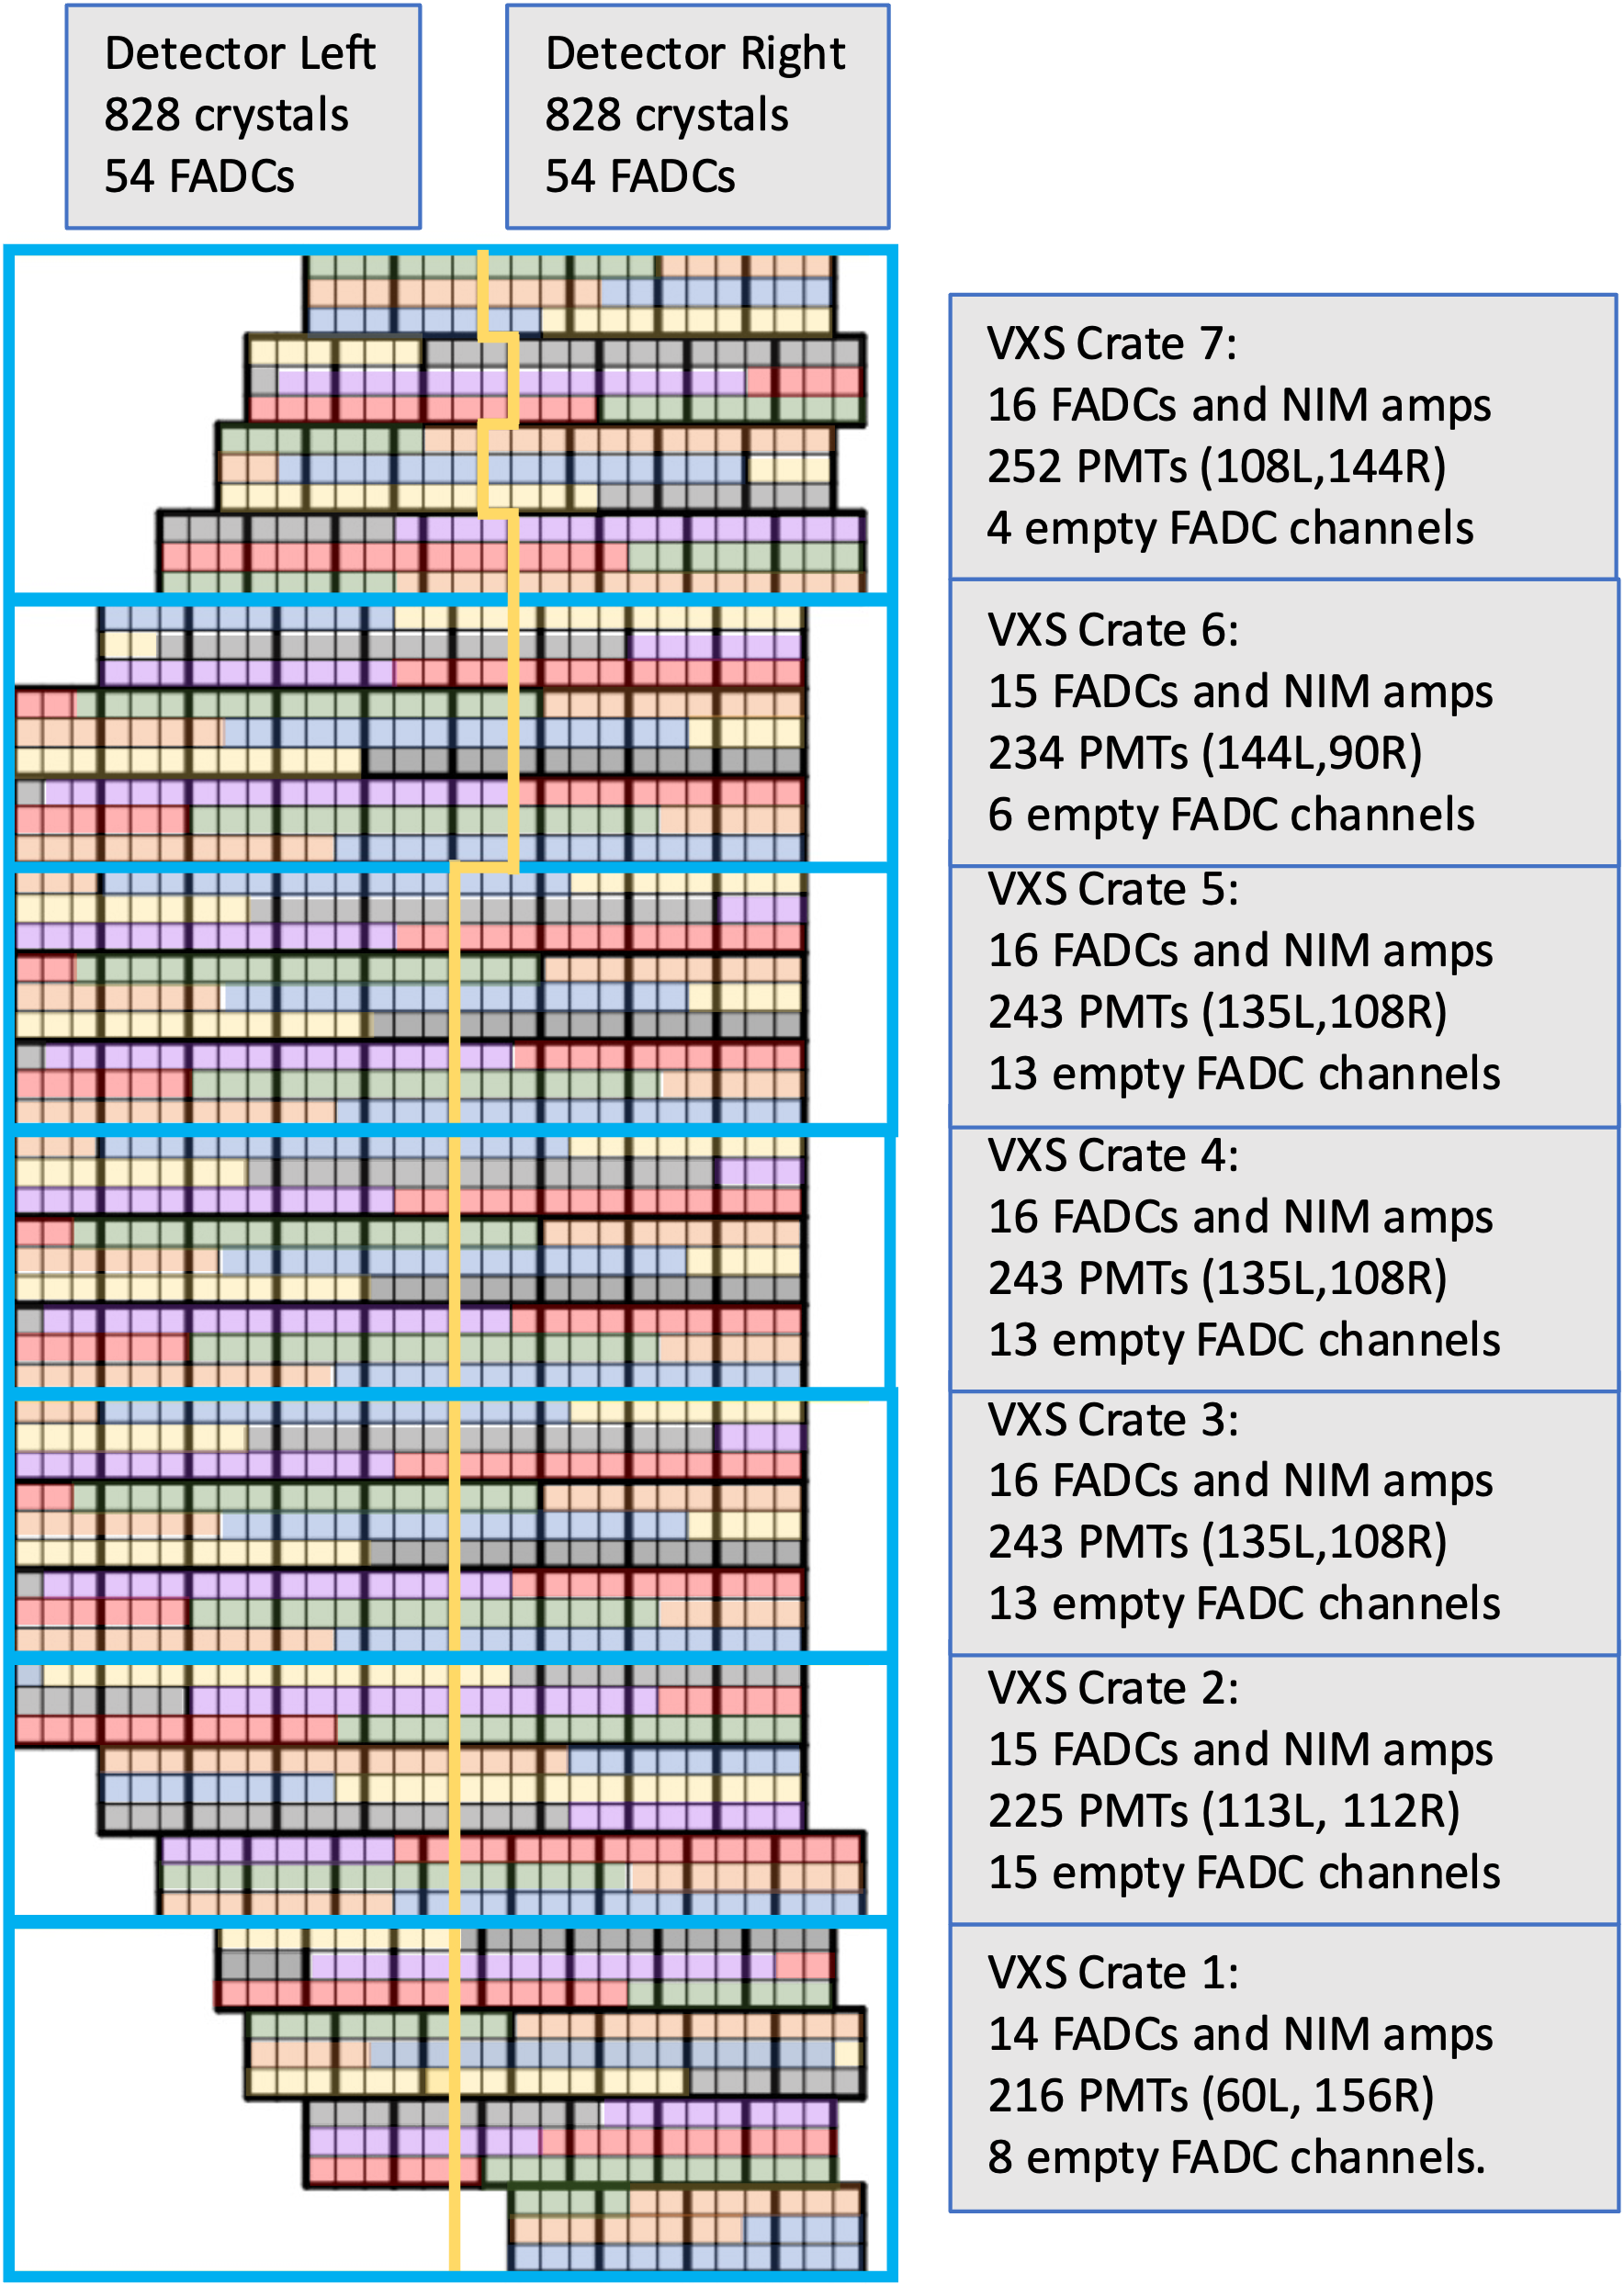 Detector Left
828 crystals
54 FADCs
Detector Right
828 crystals
54 FADCs
VXS Crate 7:
16 FADCs and NIM amps
252 PMTs (108L,144R)
4 empty FADC channels
VXS Crate 6:
15 FADCs and NIM amps
234 PMTs (144L,90R)
6 empty FADC channels
VXS Crate 5:
16 FADCs and NIM amps
243 PMTs (135L,108R)
13 empty FADC channels
VXS Crate 4:
16 FADCs and NIM amps
243 PMTs (135L,108R)
13 empty FADC channels
VXS Crate 3:
16 FADCs and NIM amps
243 PMTs (135L,108R)
13 empty FADC channels
VXS Crate 2:
15 FADCs and NIM amps
225 PMTs (113L, 112R)
15 empty FADC channels
VXS Crate 1:
14 FADCs and NIM amps
216 PMTs (60L, 156R)
8 empty FADC channels.